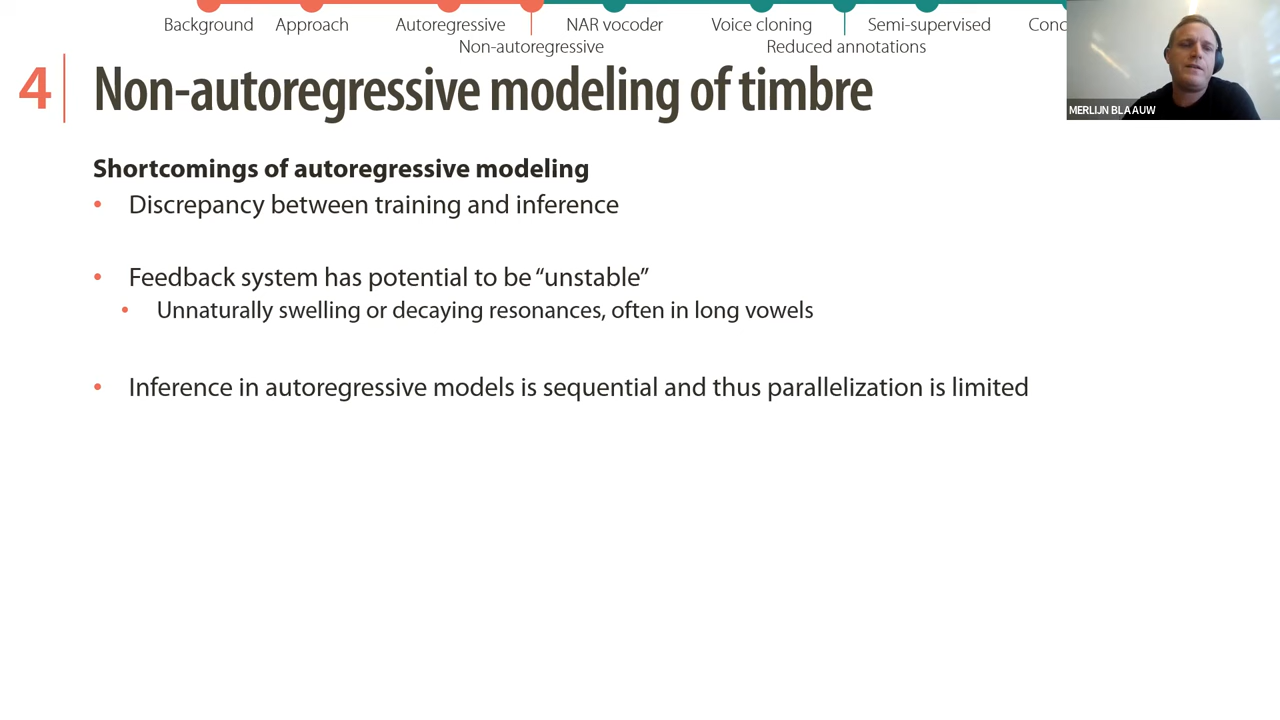 Background Approach Autoregressive NAR vocoder Voice cloning Semi-supervised
Non-autoregressive Reduced annotations
4 Non-autoregressive modeling of timbre
MERLIJN BLAAUW
Shortcomings of autoregressive modeling
• Discrepancy between training and inference
• Feedback system has potential to be “unstable”
• Unnaturally swelling or decaying resonances, often in long vowels
• Inference in autoregressive models is sequential and thus parallelization is limited